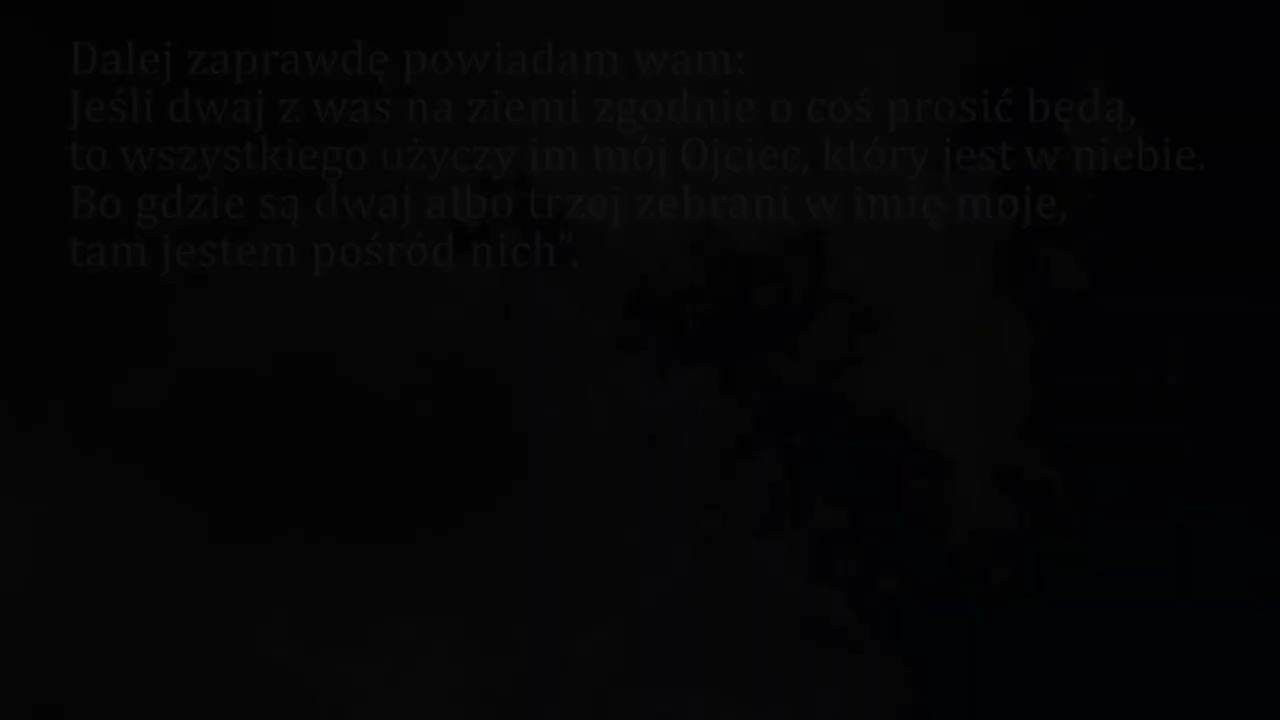 Dalej zaprawdę powiadam wam:
Jeśli dwaj z was na ziemi zgodnie o coś prosić będą,
to wszystkiego użyczy im mój Ojciec, który jest w niebie.
Bo gdzie są dwaj albo trzej zebrani w imię moje,
tam jestem pośród nich”.